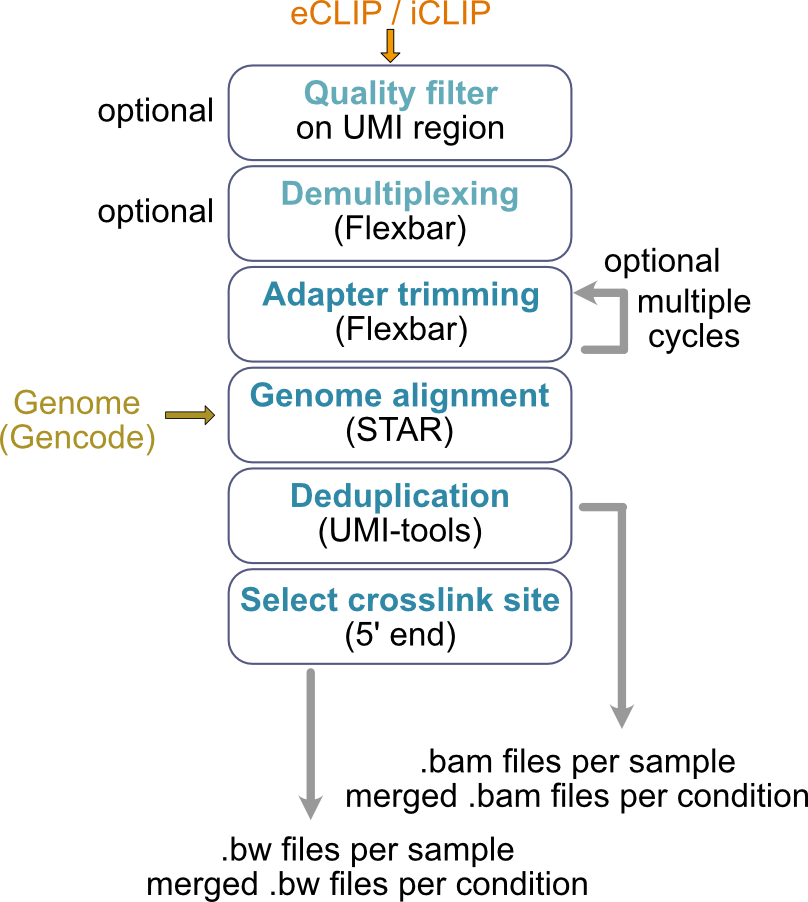 eCLIP / iCLIP
optional
Quality filter
on UMI region
optional
Demultiplexing
(Flexbar)
Adapter trimming
(Flexbar)
optional
multiple
cycles
Genome
(Gencode)
Genome alignment
(STAR)
Deduplication
(UMI-tools)
Select crosslink site
(5' end)
.bam files per sample
merged .bam files per condition
.bw files per sample
merged .bw files per condition